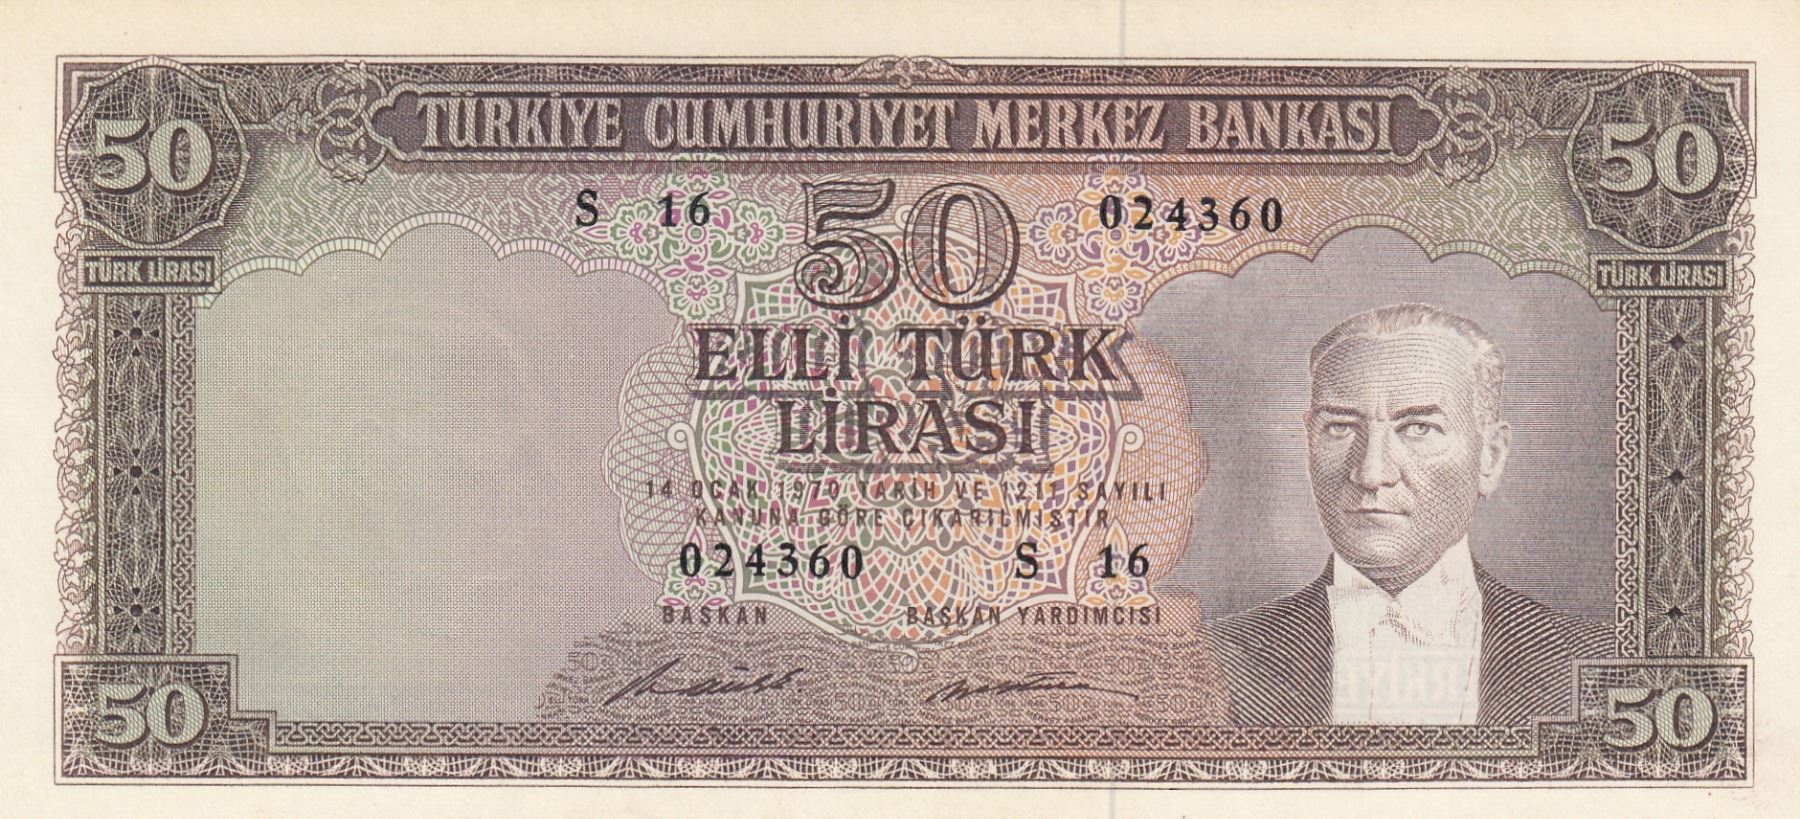 TÜRKİYE CUMHURİYET MERKEZ BANKASI
50
50
S 16
50
024360
TÜRK LİRASI
TÜRK LİRASI
ELLİ TÜRK
LİRASI
14 OCAK 1970 TARİH VE 1211 SAYILI
KANUNA GÖRE ÇIKARILMIŞTIR
024360 S 16
BAŞKAN
BAŞKAN YARDIMCISI
50
50